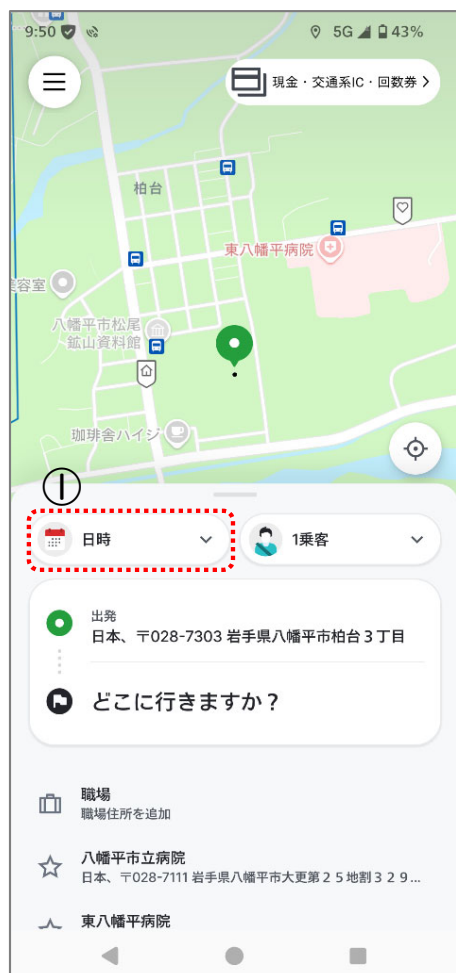 9:50
5G 43%
現金・交通系IC・回数券
柏台
東八幡平病院
容室
八幡平市松尾
鉱山資料館
珈琲舎ハイジ
①
日時
1乗客
出発
日本、〒028-7303 岩手県八幡平市柏台３丁目
どこに行きますか？
職場
職場住所を追加
八幡平市立病院
日本、〒028-7111 岩手県八幡平市大更第２５地割３２９...
東八幡平病院